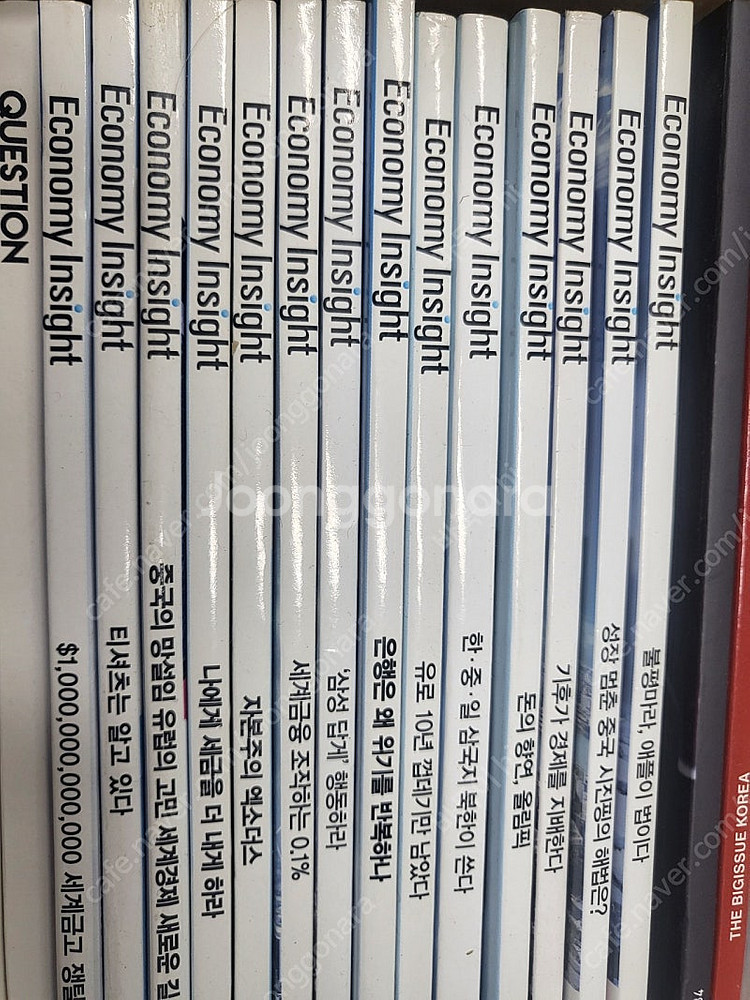 QUESTION
Economy Insight
$1,000,000,000,000 세계금고 쟁탈
Economy Insight
티셔츠는 알고 있다
Economy Insight
중국의 망설임 유럽의 고민 세계경제 새로운 길
Economy Insight
나에게 세금을 더 내게 하라
Economy Insight
자본주의 엑소더스
Economy Insight
세계금융 조작하는 0.1%
Economy Insight
'삼성 답게' 행동하라
Economy Insight
은행은 왜 위기를 반복하나
Economy Insight
유로 10년 껍데기만 남았다
Economy Insight
한·중·일 삼국지 북한이 쓴다
Economy Insight
돈의 향연, 올림픽
Economy Insight
기후가 경제를 지배한다
Economy Insight
성장 멈춘 중국 시진핑의 해법은?
Economy Insight
불평마라, 애플이 법이다
THE BIGISSUE KOREA
Joonggonara
cafe.naver.com/joonggonara